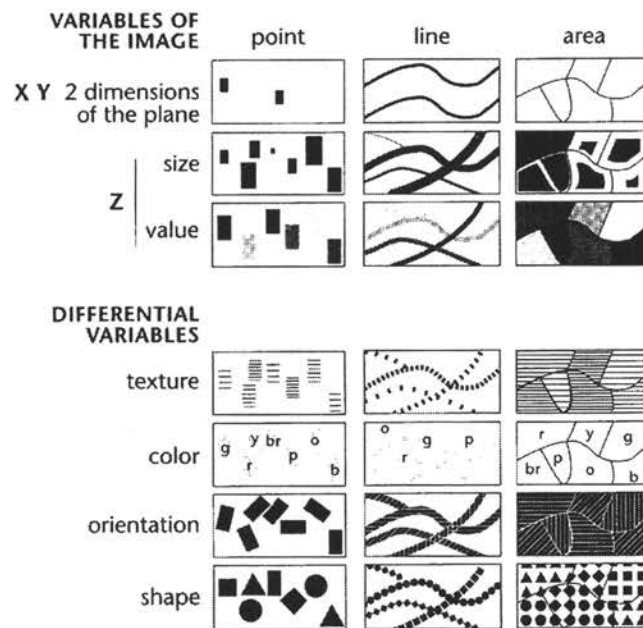 VARIABLES OF
THE IMAGE
point line area
X Y 2 dimensions
of the plane
size
Z
value
DIFFERENTIAL
VARIABLES
texture
color
g y br o r p b
o g p r
r y g br p o b
orientation
shape